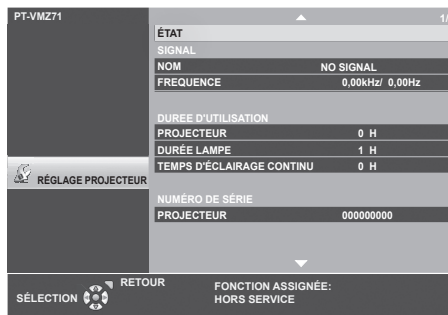 PT-VMZ71
1/
ÉTAT
SIGNAL
NOM NO SIGNAL
FREQUENCE 0,00kHz/ 0,00Hz
DUREE D'UTILISATION
PROJECTEUR 0 H
DURÉE LAMPE 1 H
TEMPS D'ÉCLAIRAGE CONTINU 0 H
RÉGLAGE PROJECTEUR
NUMÉRO DE SÉRIE
PROJECTEUR 000000000
RETOUR
SÉLECTION
FONCTION ASSIGNÉE:
HORS SERVICE